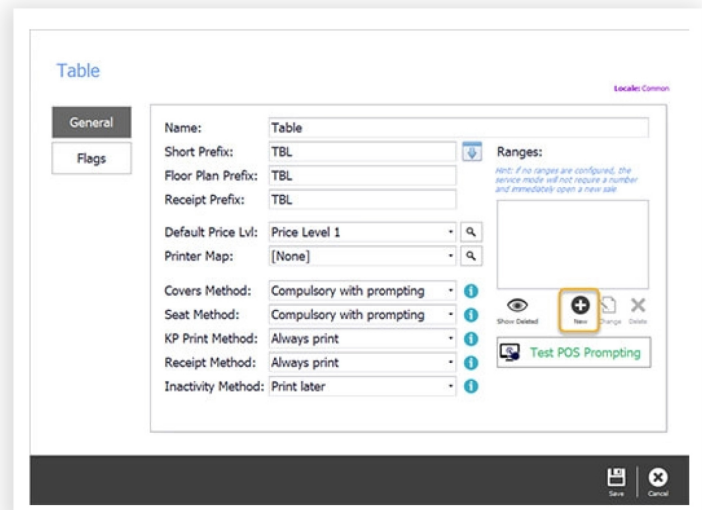 Table
Locale: Common
General
Flags
Name: Table
Short Prefix: TBL
Floor Plan Prefix: TBL
Receipt Prefix: TBL
Default Price Lvl: Price Level 1
Printer Map: [None]
Covers Method: Compulsory with prompting
Seat Method: Compulsory with prompting
KP Print Method: Always print
Receipt Method: Always print
Inactivity Method: Print later
Ranges:
Hint: if no ranges are configured, the
service mode will not require a number
and immediately open a new sale
Show Deleted New Change Delete
Test POS Prompting
Save Cancel